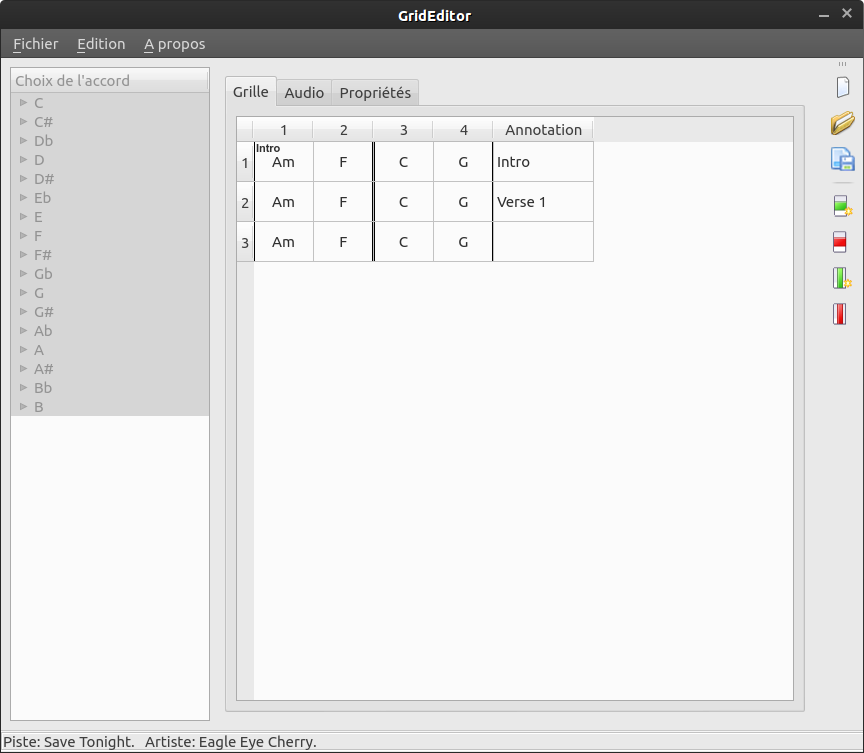 GridEditor
Fichier Edition A propos
Choix de l'accord
C
C#
Db
D
D#
Eb
E
F
F#
Gb
G
G#
Ab
A
A#
Bb
B
Grille Audio Propriétés
1 2 3 4 Annotation
Intro
1 Am F C G Intro
2 Am F C G Verse 1
3 Am F C G
Piste: Save Tonight. Artiste: Eagle Eye Cherry.